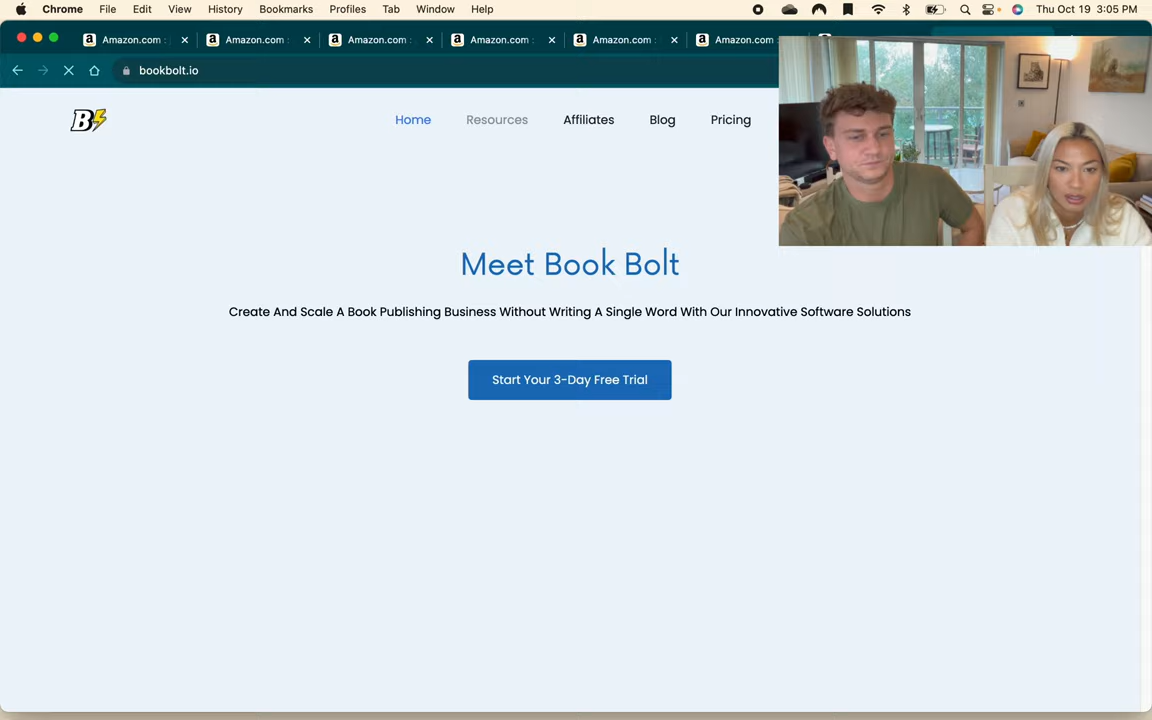 Chrome File Edit View History Bookmarks Profiles Tab Window Help Thu Oct 19 3:05 PM
Amazon.com : Amazon.com : Amazon.com : Amazon.com : Amazon.com : Amazon.com
bookbolt.io
B
Home Resources Affiliates Blog Pricing
Meet Book Bolt
Create And Scale A Book Publishing Business Without Writing A Single Word With Our Innovative Software Solutions
Start Your 3-Day Free Trial